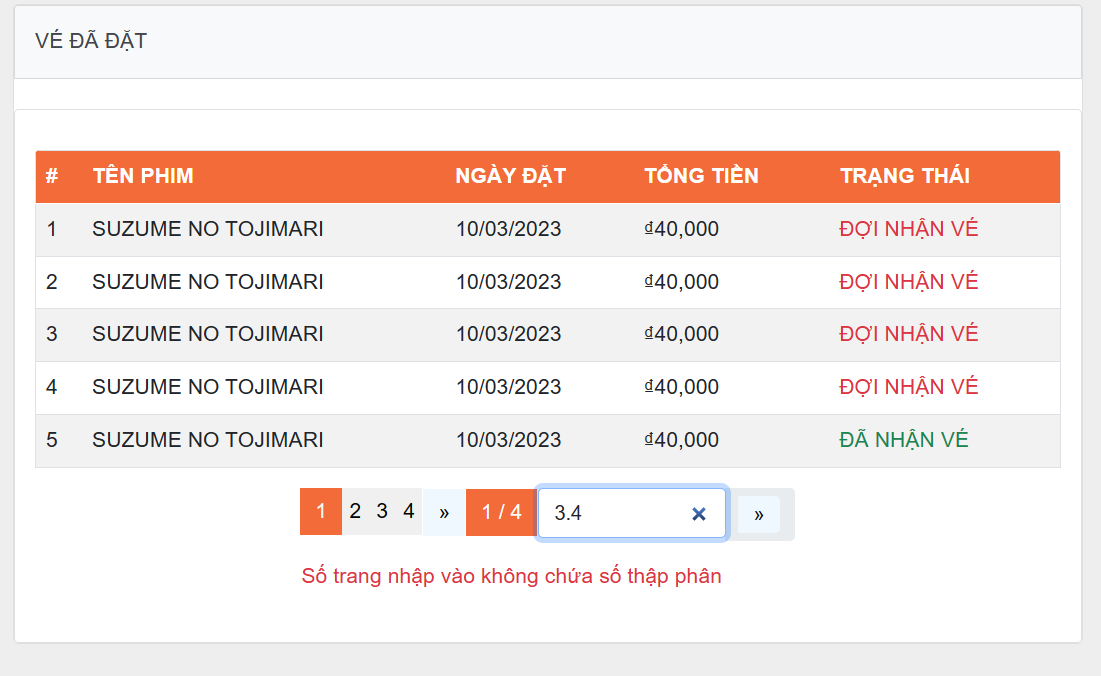 VÉ ĐÃ ĐẶT
# TÊN PHIM NGÀY ĐẶT TỔNG TIỀN TRẠNG THÁI
1 SUZUME NO TOJIMARI 10/03/2023 ₫40,000 ĐỢI NHẬN VÉ
2 SUZUME NO TOJIMARI 10/03/2023 ₫40,000 ĐỢI NHẬN VÉ
3 SUZUME NO TOJIMARI 10/03/2023 ₫40,000 ĐỢI NHẬN VÉ
4 SUZUME NO TOJIMARI 10/03/2023 ₫40,000 ĐỢI NHẬN VÉ
5 SUZUME NO TOJIMARI 10/03/2023 ₫40,000 ĐÃ NHẬN VÉ
1 2 3 4 » 1 / 4 3.4 »
Số trang nhập vào không chứa số thập phân